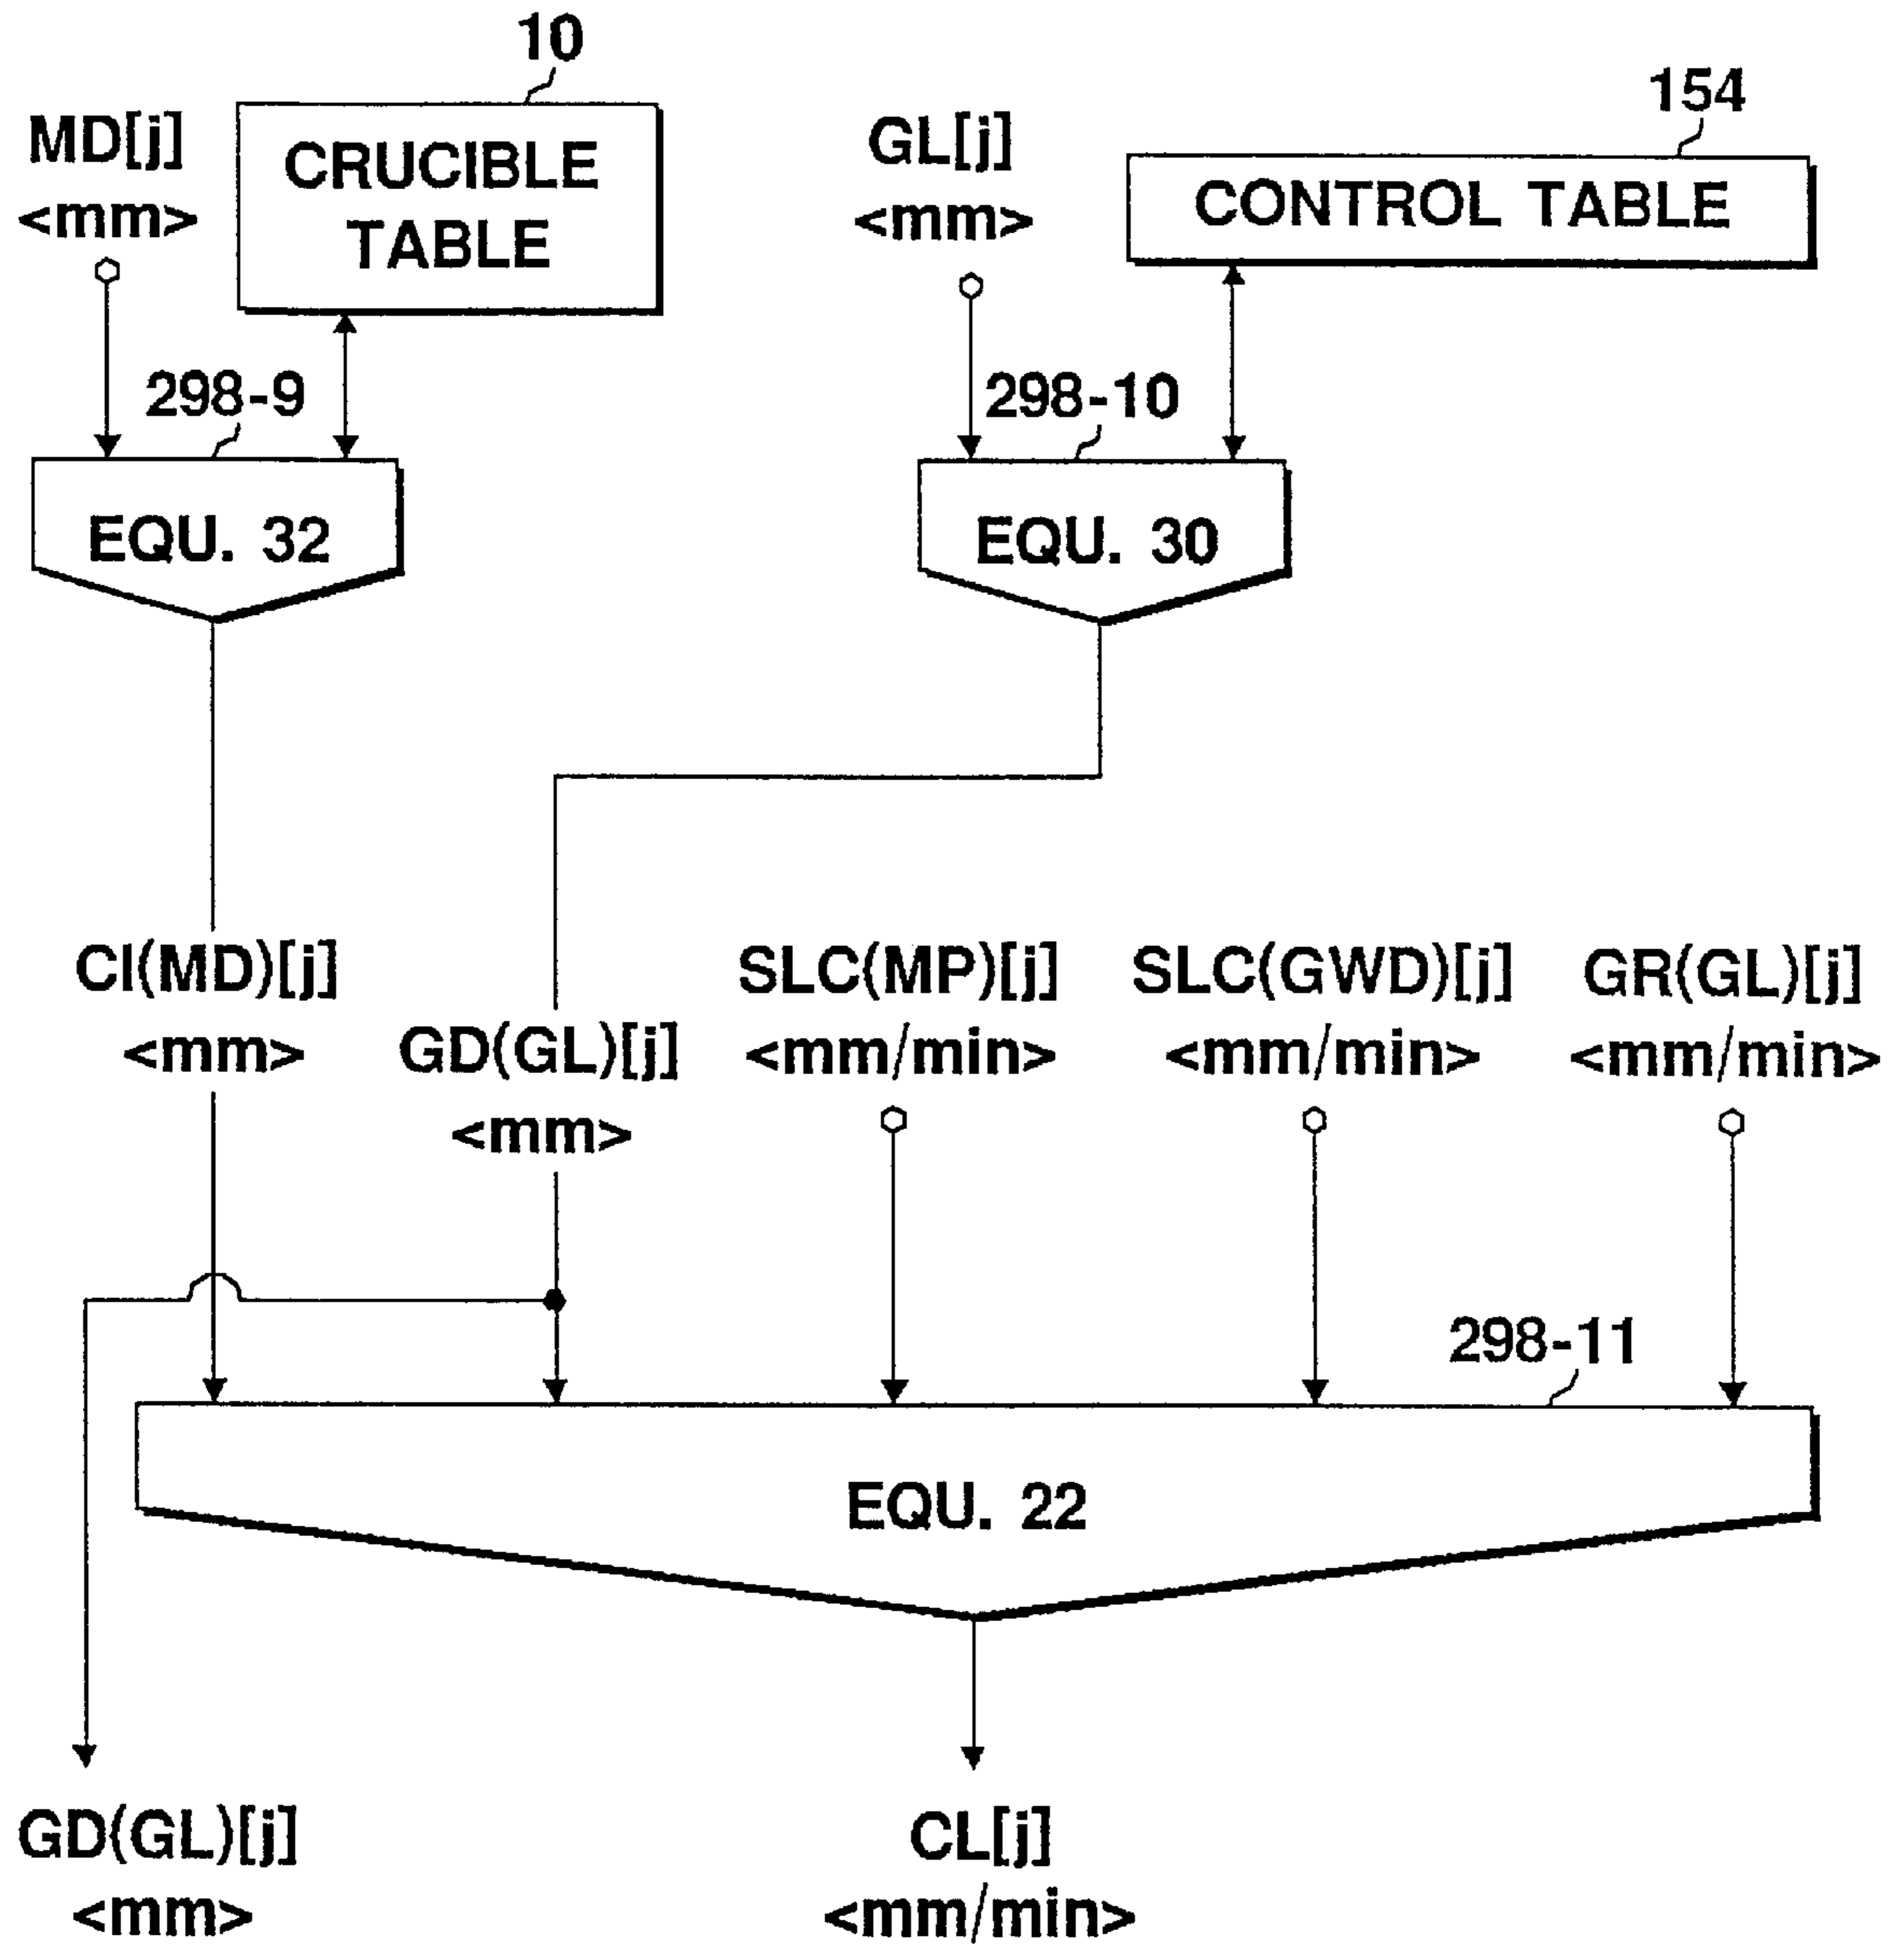 10
154
MD[j]
<mm>
CRUCIBLE
TABLE
GL[j]
<mm>
CONTROL TABLE
298-9
298-10
EQU. 32
EQU. 30
CI(MD)[j]
<mm>
GD(GL)[j]
<mm>
SLC(MP)[j]
<mm/min>
SLC(GWD)[j]
<mm/min>
GR(GL)[j]
<mm/min>
298-11
EQU. 22
GD(GL)[j]
<mm>
CL[j]
<mm/min>